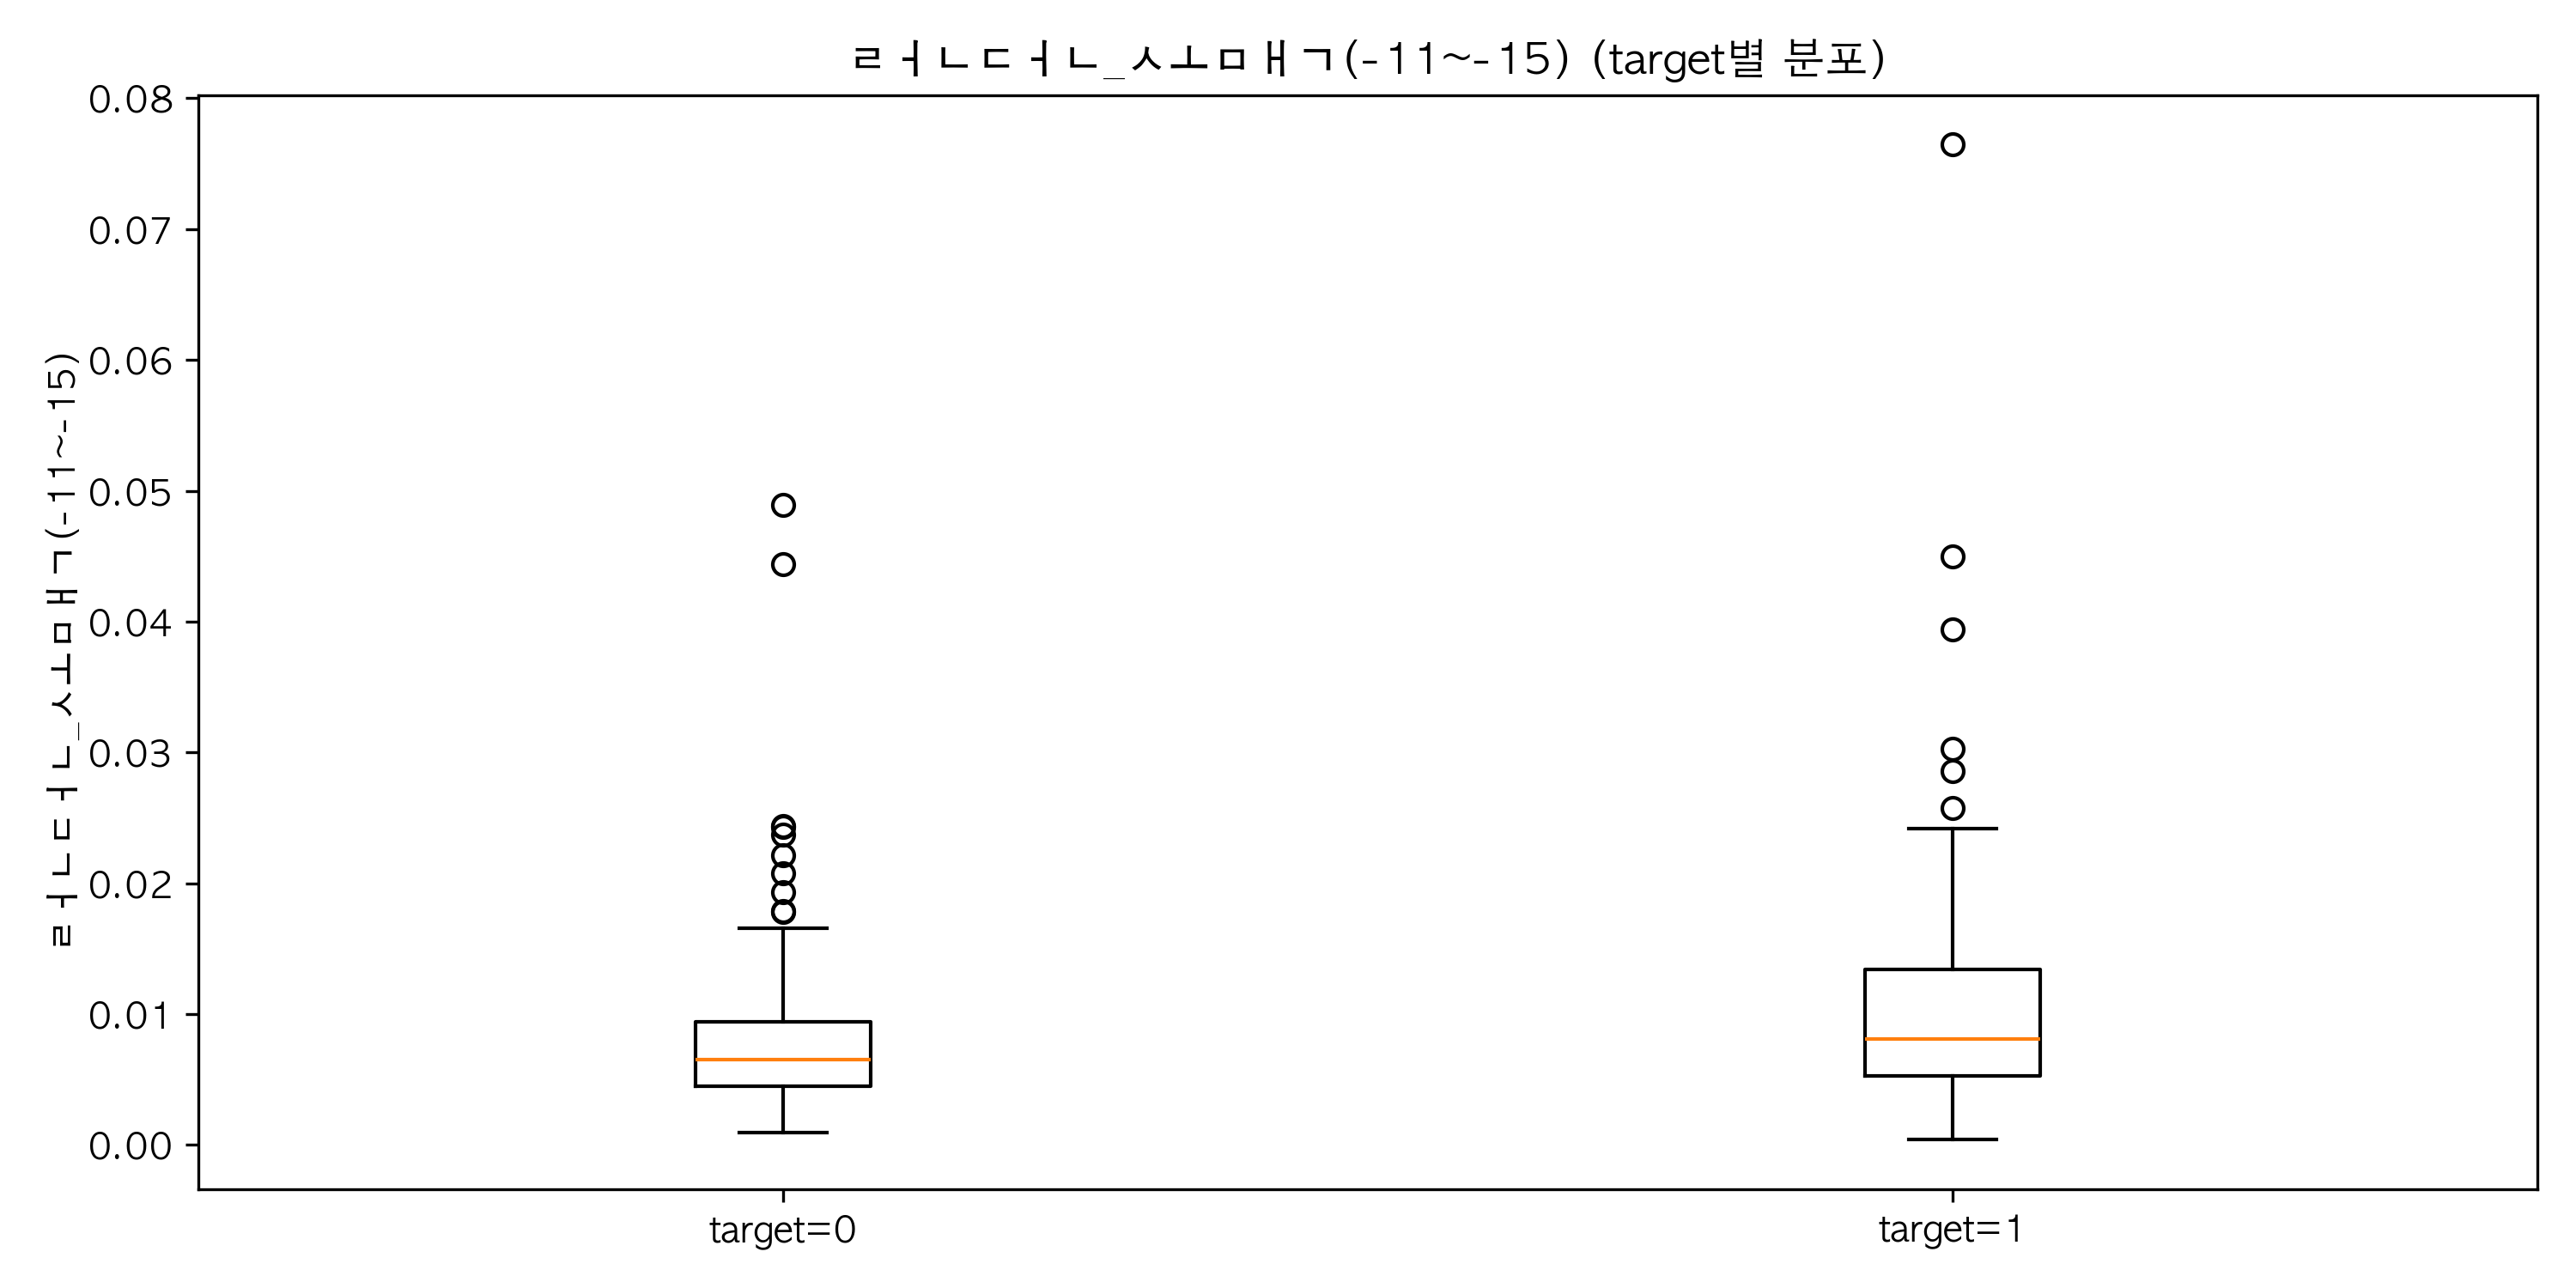 ㄹㅓㄴㄷㅓㄴ_ㅅㅗㅁㅐㄱ(-11~-15) (target별 분포)
ㄹㅓㄴㄷㅓㄴ_ㅅㅗㅁㅐㄱ(-11~-15)
0.08
0.07
0.06
0.05
0.04
0.03
0.02
0.01
0.00
target=0
target=1